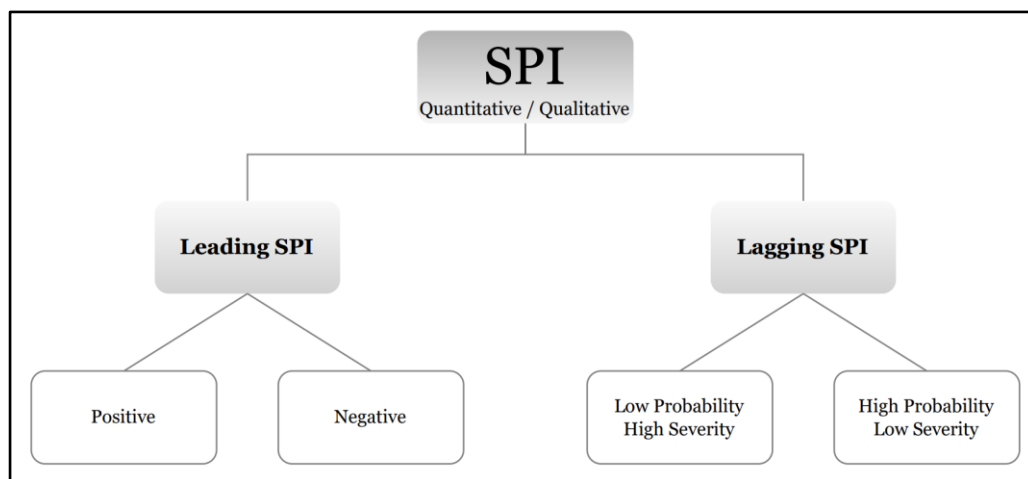 SPI
Quantitative / Qualitative
Leading SPI
Lagging SPI
Positive
Negative
Low Probability
High Severity
High Probability
Low Severity